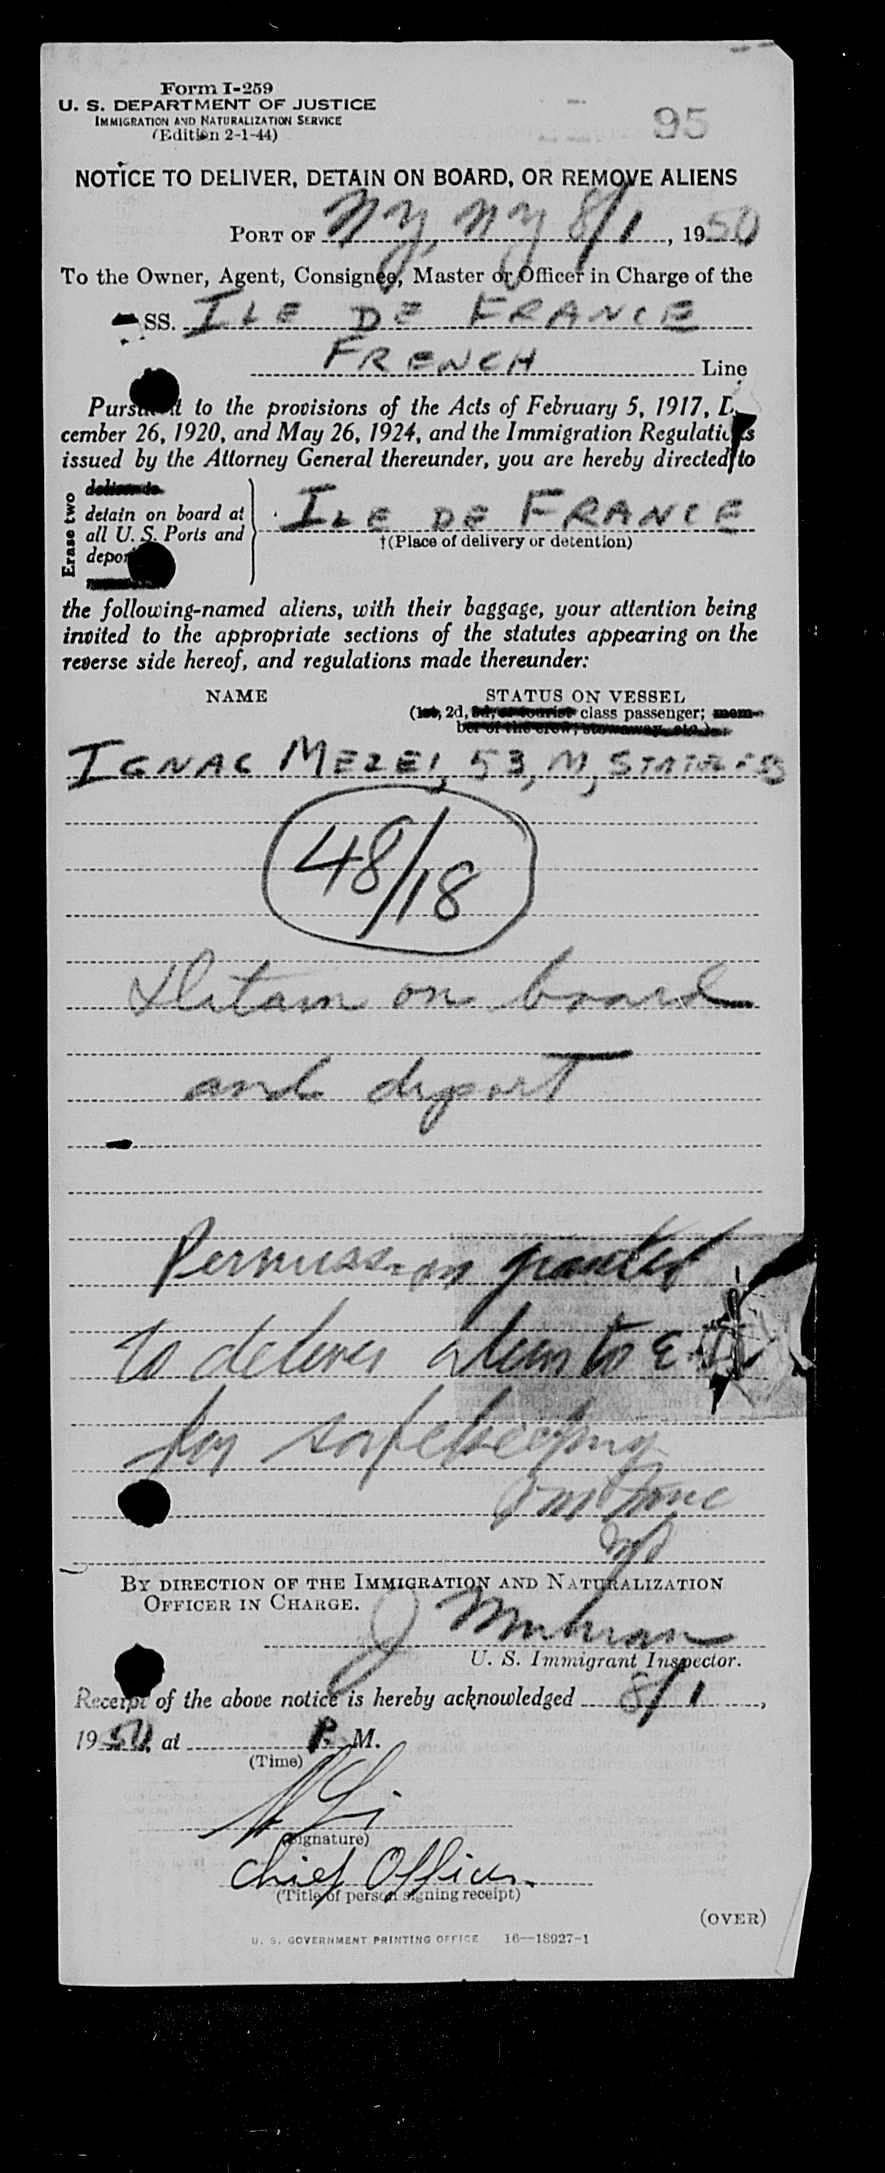 Form I-259
U. S. DEPARTMENT OF JUSTICE
IMMIGRATION AND NATURALIZATION SERVICE
(Edition 2-1-44)
95
NOTICE TO DELIVER, DETAIN ON BOARD, OR REMOVE ALIENS
PORT OF NY, NY 8/1, 1950
To the Owner, Agent, Consignee, Master or Officer in Charge of the
SS. ILE DE FRANCE
FRENCH Line
Pursuant to the provisions of the Acts of February 5, 1917, De-
cember 26, 1920, and May 26, 1924, and the Immigration Regulations
issued by the Attorney General thereunder, you are hereby directed to
Erase two
deliver to
detain on board at
all U. S. Ports and
deport
ILE DE FRANCE
†(Place of delivery or detention)
the following-named aliens, with their baggage, your attention being
invited to the appropriate sections of the statutes appearing on the
reverse side hereof, and regulations made thereunder:
NAME STATUS ON VESSEL
(1st, 2d, 3d, or tourist class passenger; mem-
ber of the crew, stowaway, etc.)
IGNAC MEZEI, 53, M,
48/18
Detain on board
and deport
Permission granted
to deliver alien to
for safekeeping
BY DIRECTION OF THE IMMIGRATION AND NATURALIZATION
OFFICER IN CHARGE.
U. S. Immigrant Inspector.
Receipt of the above notice is hereby acknowledged 8/1,
1950, at P. M.
(Time)
(Signature)
Chief Officer.
(Title of person signing receipt)
(OVER)
U. S. GOVERNMENT PRINTING OFFICE 16—18927-1